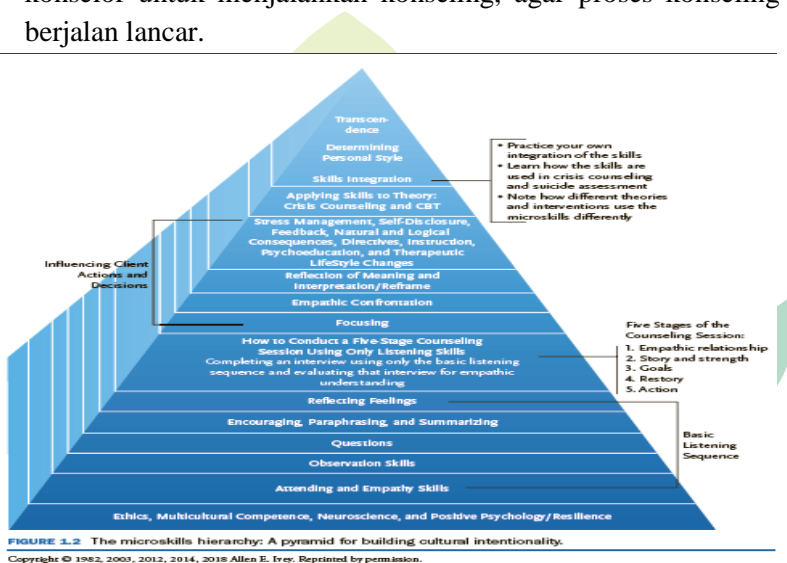 konselor untuk menjalankan konseling, agar proses konseling
berjalan lancar.
Transcen-
dence
Determining
Personal Style
Skills Integration
• Practice your own
integration of the skills
• Learn how the skills are
used in crisis counseling
and suicide assessment
• Note how different theories
and interventions use the
microskills differently
Applying Skills to Theory:
Crisis Counseling and CBT
Stress Management, Self-Disclosure,
Feedback, Natural and Logical
Consequences, Directives, Instruction,
Psychoeducation, and Therapeutic
LifeStyle Changes
Influencing Client
Actions and
Decisions
Reflection of Meaning and
Interpretation/Reframe
Empathic Confrontation
Focusing
How to Conduct a Five-Stage Counseling
Session Using Only Listening Skills
Completing an interview using only the basic listening
sequence and evaluating that interview for empathic
understanding
Five Stages of the
Counseling Session:
1. Empathic relationship
2. Story and strength
3. Goals
4. Restory
5. Action
Reflecting Feelings
Encouraging, Paraphrasing, and Summarizing
Questions
Observation Skills
Attending and Empathy Skills
Basic
Listening
Sequence
Ethics, Multicultural Competence, Neuroscience, and Positive Psychology/Resilience
FIGURE 1.2 The microskills hierarchy: A pyramid for building cultural intentionality.
Copyright © 1982, 2003, 2012, 2014, 2018 Allen E. Ivey. Reprinted by permission.